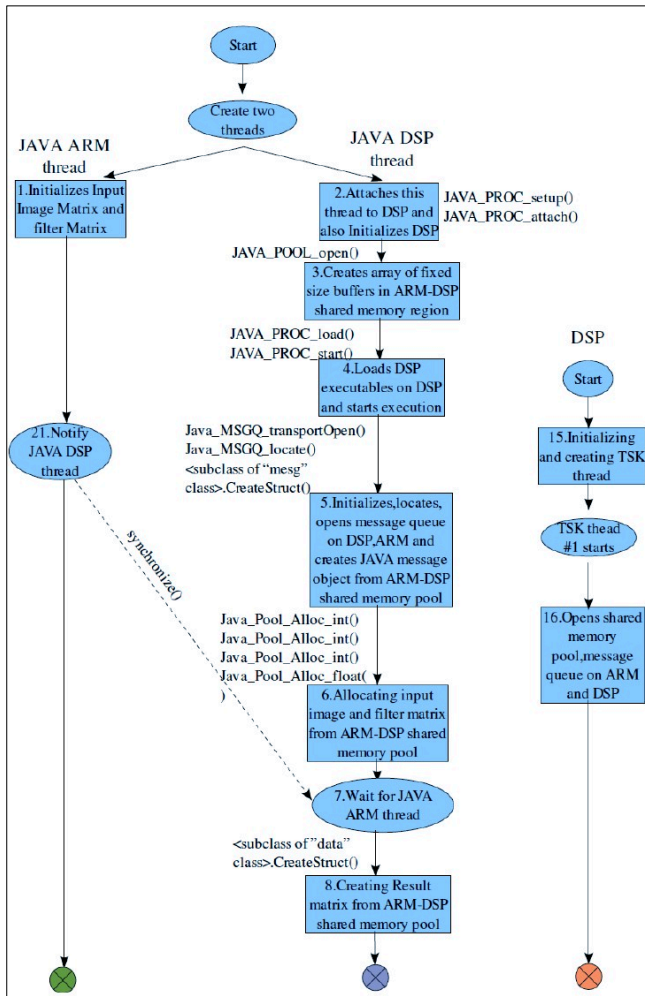 Start
Create two
threads
JAVA ARM
thread
JAVA DSP
thread
1.Initializes Input
Image Matrix and
filter Matrix
2.Attaches this
thread to DSP and
also Initializes DSP
JAVA_PROC_setup()
JAVA_PROC_attach()
JAVA_POOL_open()
3.Creates array of fixed
size buffers in ARM-DSP
shared memory region
JAVA_PROC_load()
JAVA_PROC_start()
4.Loads DSP
executables on DSP
and starts execution
DSP
Start
21.Notify
JAVA DSP
thread
Java_MSGQ_transportOpen()
Java_MSGQ_locate()
<subclass of "mesg"
class>.CreateStruct()
15.Initializing
and creating TSK
thread
5.Initializes,locates,
opens message queue
on DSP,ARM and
creates JAVA message
object from ARM-DSP
shared memory pool
TSK thead
#1 starts
synchronize()
Java_Pool_Alloc_int()
Java_Pool_Alloc_int()
Java_Pool_Alloc_int()
Java_Pool_Alloc_float(
)
16.Opens shared
memory
pool,message
queue on ARM
and DSP
6.Allocating input
image and filter matrix
from ARM-DSP shared
memory pool
7.Wait for JAVA
ARM thread
<subclass of "data"
class>.CreateStruct()
8.Creating Result
matrix from ARM-DSP
shared memory pool